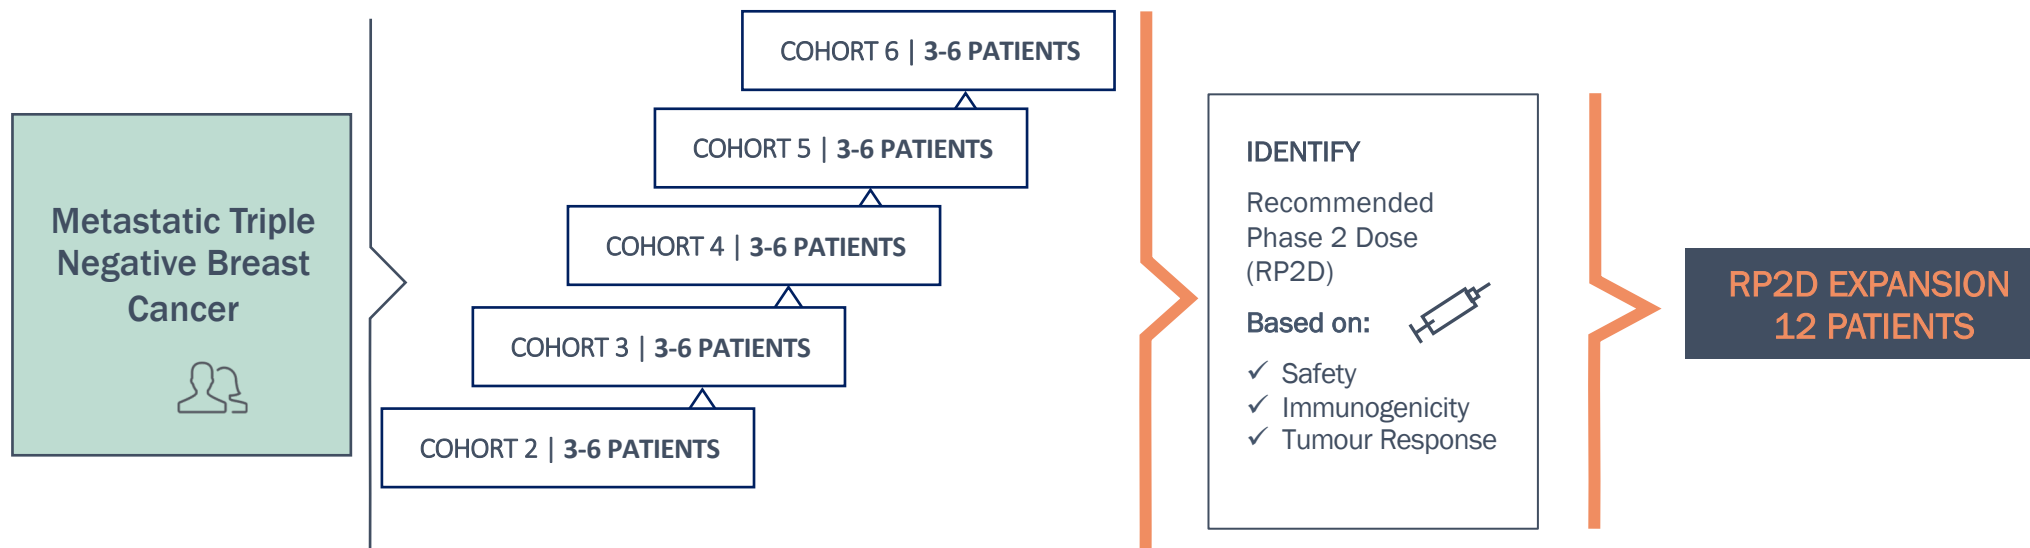 Metastatic Triple
Negative Breast
Cancer
COHORT 6 | 3-6 PATIENTS
COHORT 5 | 3-6 PATIENTS
COHORT 4 | 3-6 PATIENTS
COHORT 3 | 3-6 PATIENTS
COHORT 2 | 3-6 PATIENTS
IDENTIFY
Recommended
Phase 2 Dose
(RP2D)
Based on:
✓ Safety
✓ Immunogenicity
✓ Tumour Response
RP2D EXPANSION
12 PATIENTS